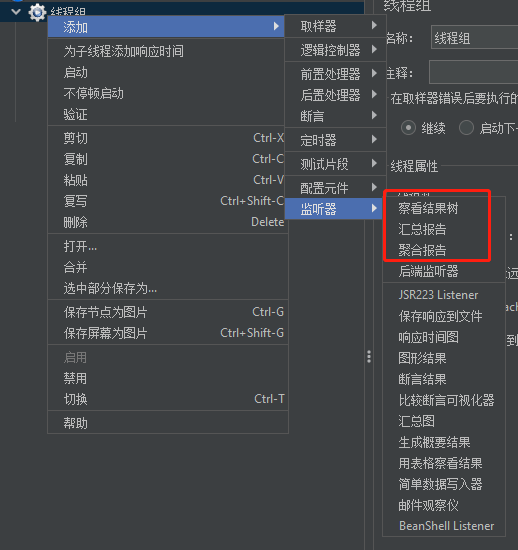 线程组
添加
为子线程添加响应时间
启动
不停顿启动
验证
剪切 Ctrl-X
复制 Ctrl-C
粘贴 Ctrl-V
复写 Ctrl+Shift-C
删除 Delete
打开...
合并
选中部分保存为...
保存节点为图片 Ctrl-G
保存屏幕为图片 Ctrl+Shift-G
启用
禁用
切换 Ctrl-T
帮助
取样器
逻辑控制器
前置处理器
后置处理器
断言
定时器
测试片段
配置元件
监听器
察看结果树
汇总报告
聚合报告
后端监听器
JSR223 Listener
保存响应到文件
响应时间图
图形结果
断言结果
比较断言可视化器
汇总图
生成概要结果
用表格察看结果
简单数据写入器
邮件观察仪
BeanShell Listener
线程组
名称: 线程组
注释:
在取样器错误后要执行的
继续 启动下一
线程属性
:
远
ach
到